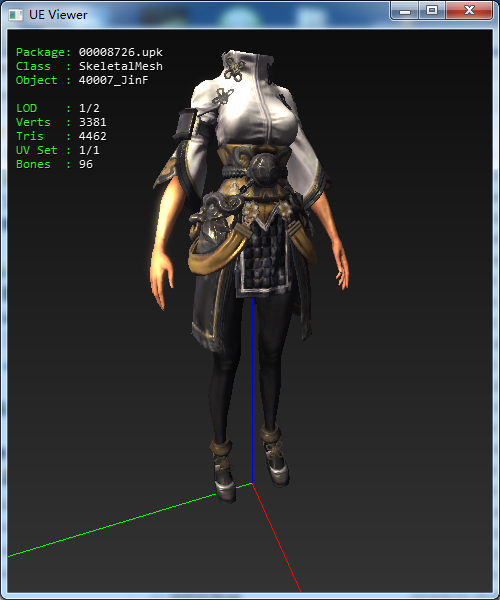 UE Viewer
Package: 00008726.upk
Class : SkeletalMesh
Object : 40007_JinF
LOD : 1/2
Verts : 3381
Tris : 4462
UV Set : 1/1
Bones : 96